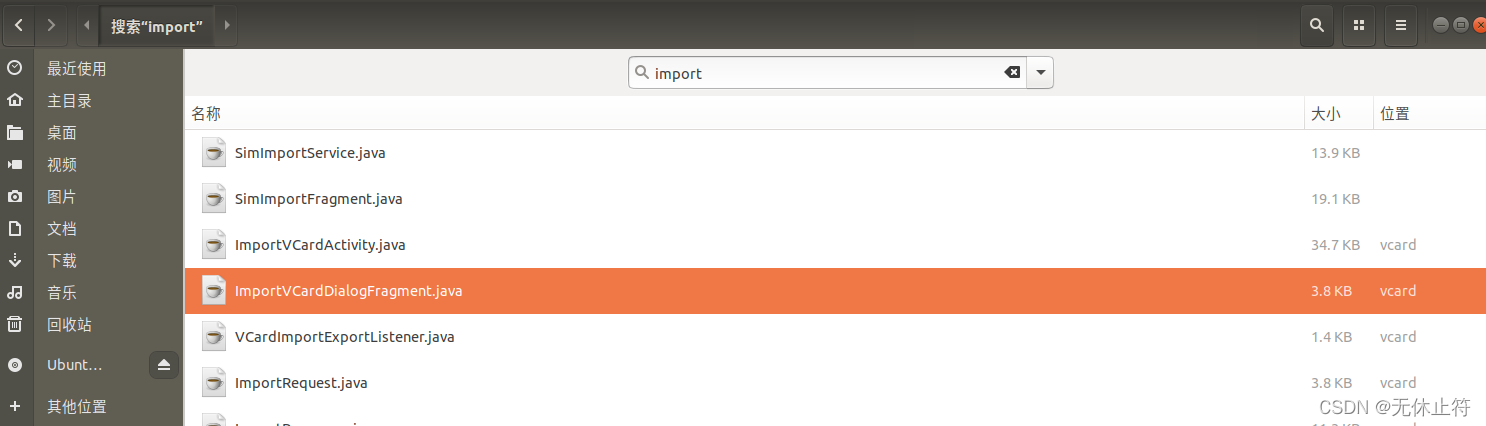 搜索“import”
最近使用
主目录
桌面
视频
图片
文档
下载
音乐
回收站
Ubunt...
其他位置
import
名称 大小 位置
SimImportService.java 13.9 KB
SimImportFragment.java 19.1 KB
ImportVCardActivity.java 34.7 KB vcard
ImportVCardDialogFragment.java 3.8 KB vcard
VCardImportExportListener.java 1.4 KB vcard
ImportRequest.java 3.8 KB vcard
CSDN @无休止符